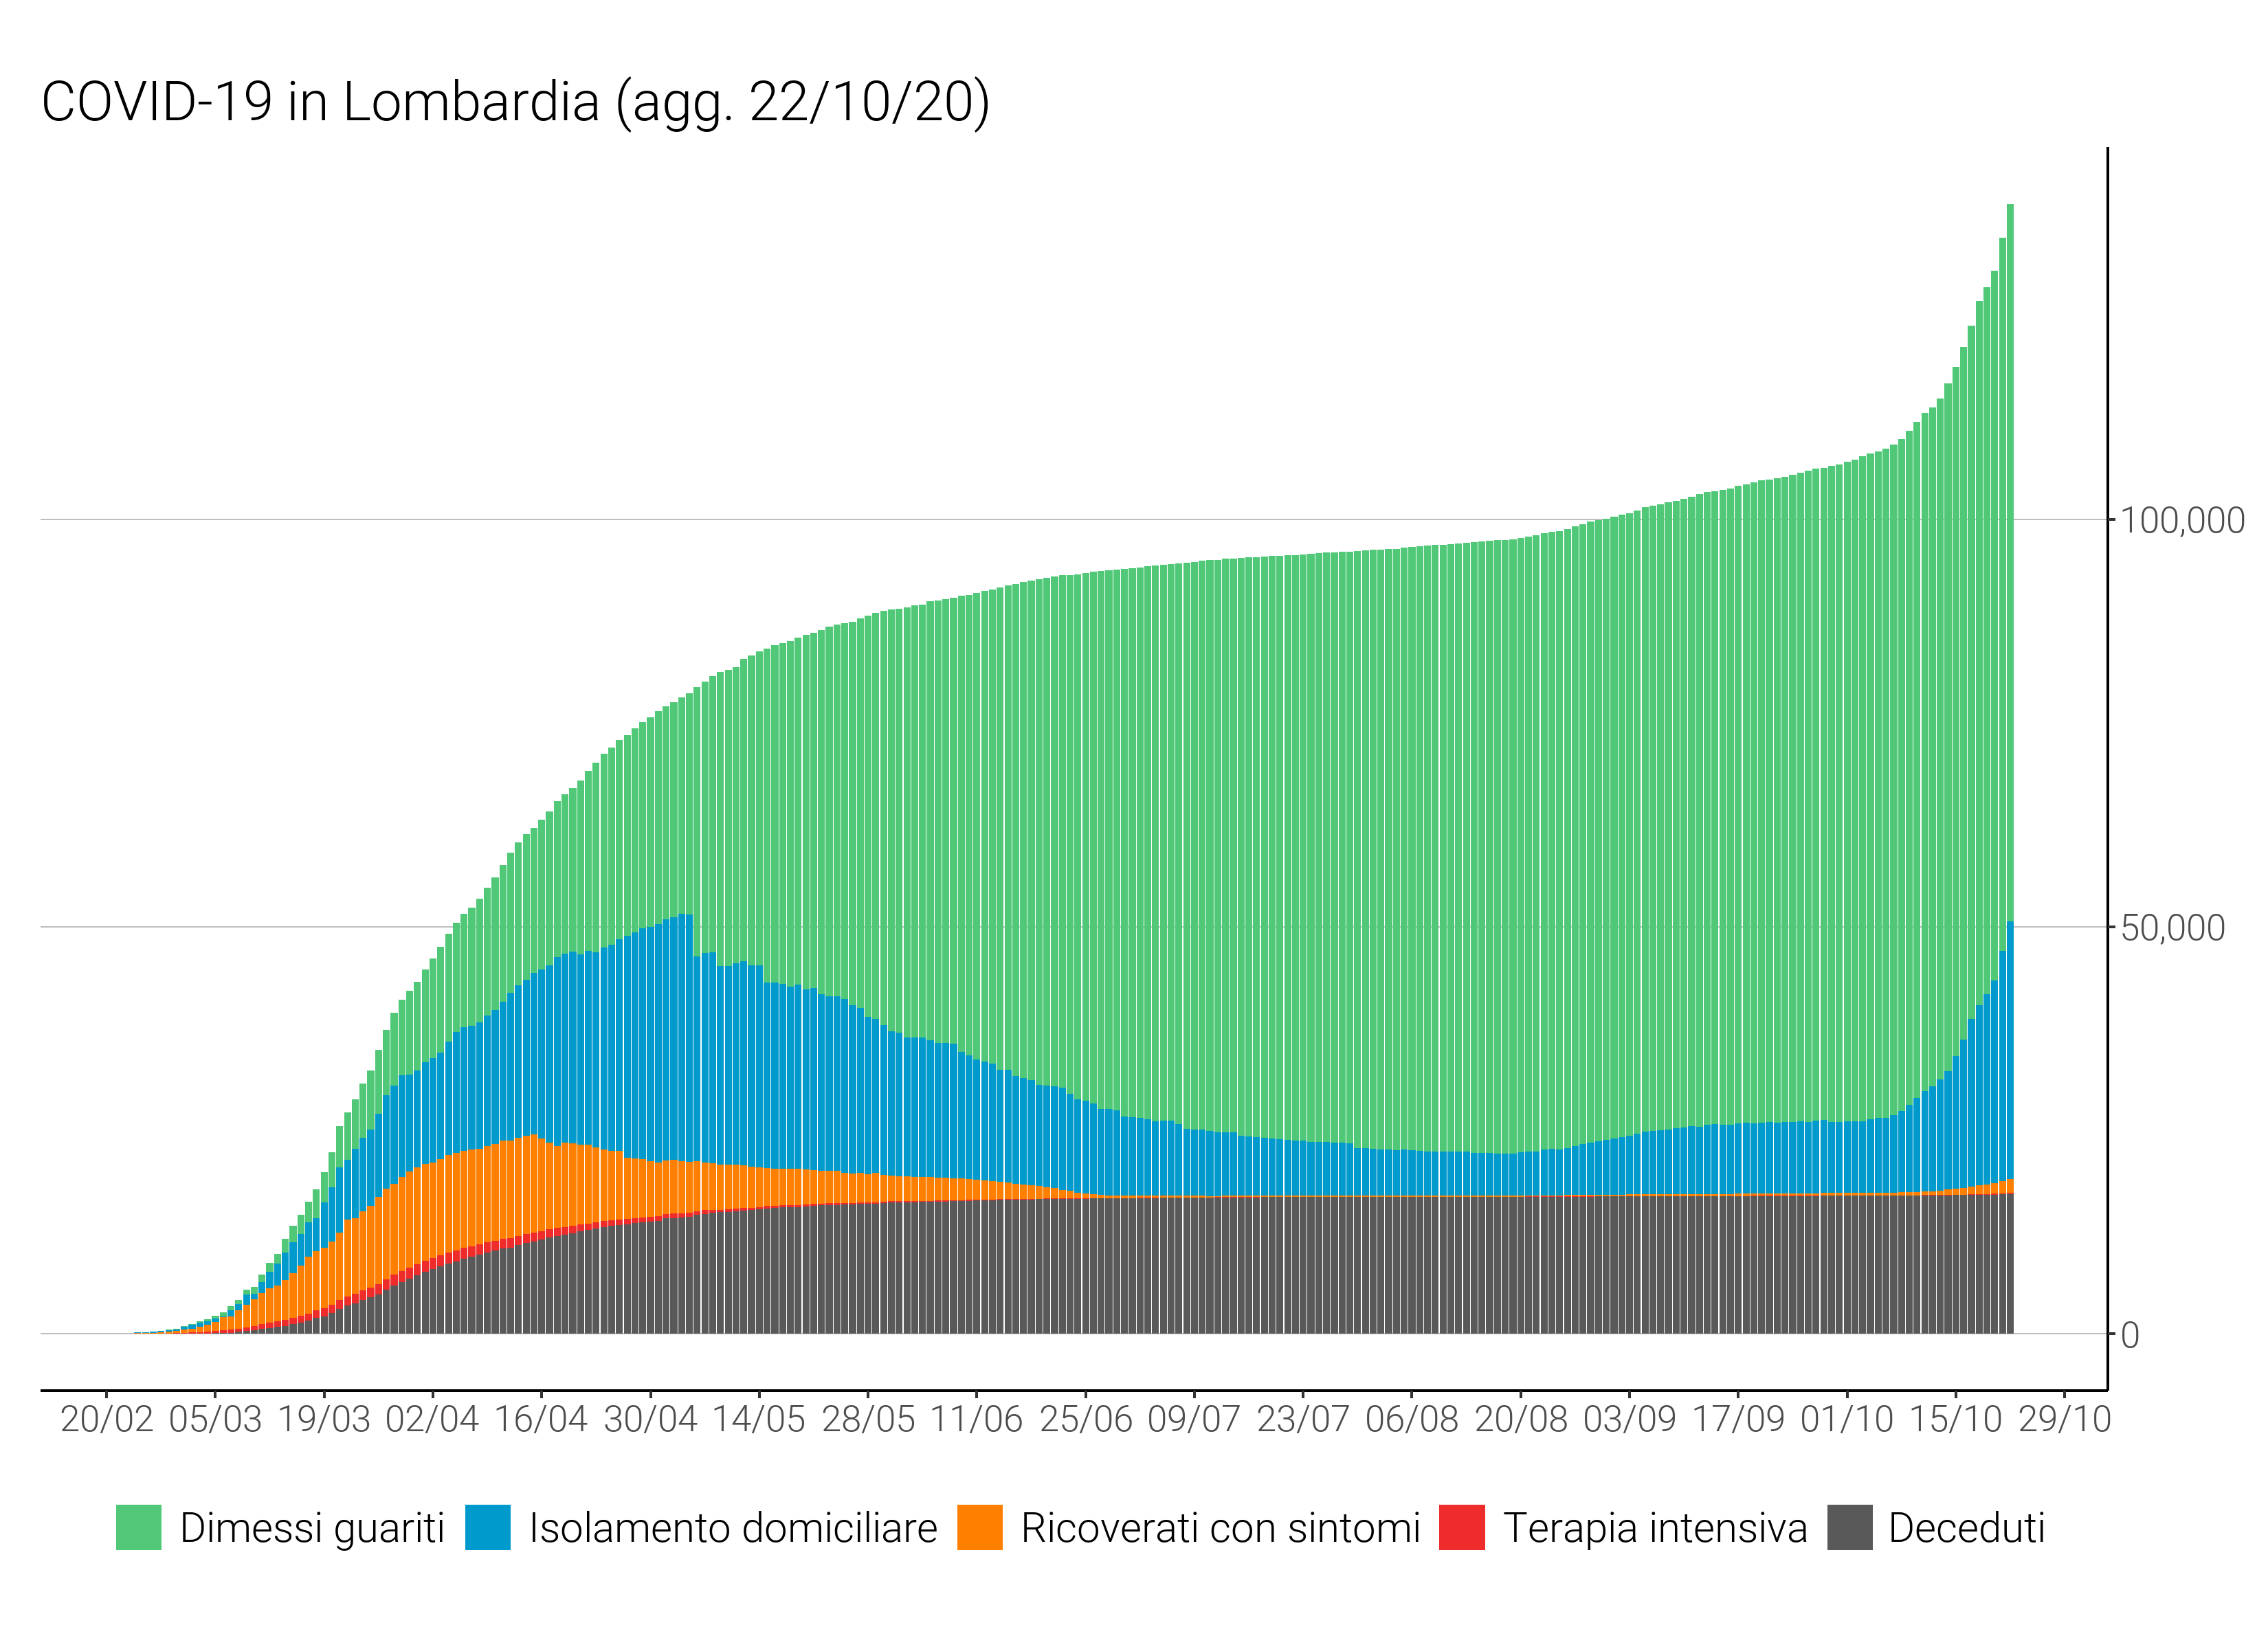 COVID-19 in Lombardia (agg. 22/10/20)
100,000
50,000
0
20/02 05/03 19/03 02/04 16/04 30/04 14/05 28/05 11/06 25/06 09/07 23/07 06/08 20/08 03/09 17/09 01/10 15/10 29/10
Dimessi guariti Isolamento domiciliare Ricoverati con sintomi Terapia intensiva Deceduti